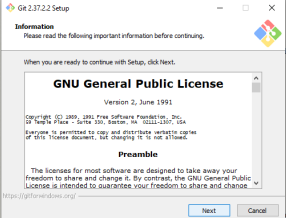 Git 2.37.2.2 Setup
Information
Please read the following important information before continuing.
When you are ready to continue with Setup, click Next.
GNU General Public License
Version 2, June 1991
Copyright (C) 1989, 1991 Free Software Foundation, Inc.
59 Temple Place - Suite 330, Boston, MA 02111-1307, USA
Everyone is permitted to copy and distribute verbatim copies
of this license document, but changing it is not allowed.
Preamble
The licenses for most software are designed to take away your
freedom to share and change it. By contrast, the GNU General Public
License is intended to guarantee your freedom to share and change
https://gitforwindows.org/
Next
Cancel